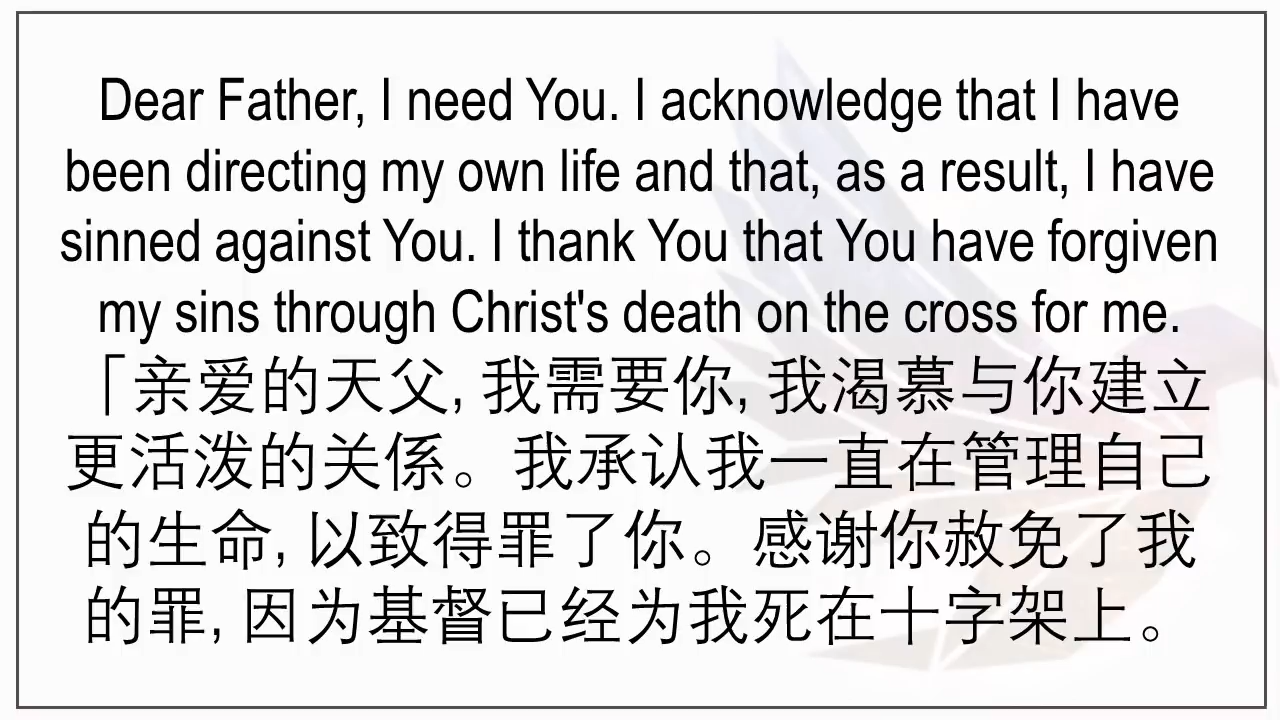 Dear Father, I need You. I acknowledge that I have
been directing my own life and that, as a result, I have
sinned against You. I thank You that You have forgiven
my sins through Christ's death on the cross for me.
「亲爱的天父, 我需要你, 我渴慕与你建立
更活泼的关係。我承认我一直在管理自己
的生命, 以致得罪了你。感谢你赦免了我
的罪, 因为基督已经为我死在十字架上。